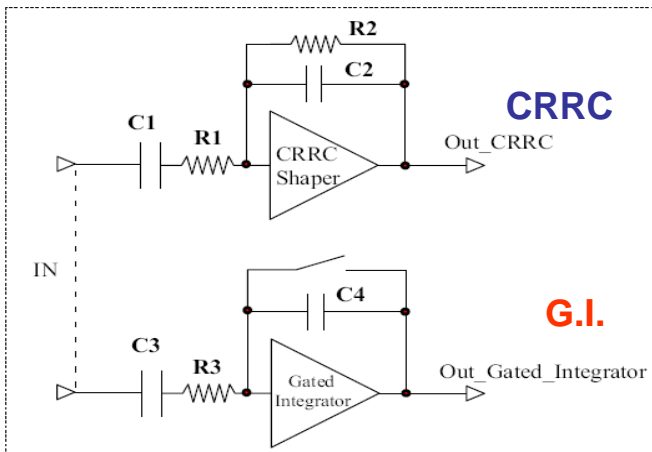 R2
C2
CRRC
C1
R1
CRRC
Shaper
Out_CRRC
IN
C4
G.I.
C3
R3
Gated
Integrator
Out_Gated_Integrator